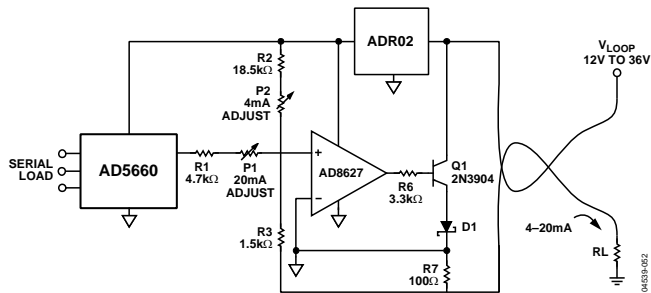 ADR02
R2
18.5kΩ
P2
4mA
ADJUST
VLOOP
12V TO 36V
SERIAL
LOAD
AD5660
R1
4.7kΩ
P1
20mA
ADJUST
+
–
AD8627
R6
3.3kΩ
Q1
2N3904
D1
R3
1.5kΩ
R7
100Ω
4–20mA
RL
04539-052